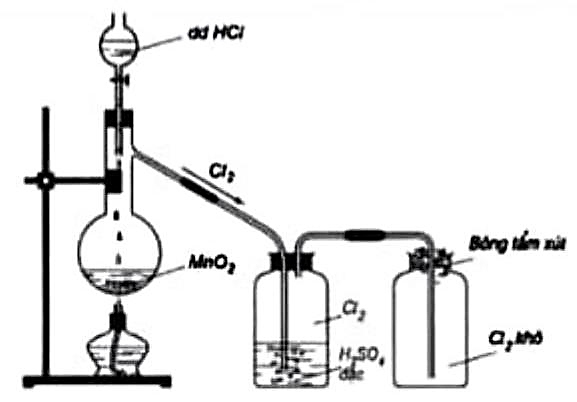 dd HCl
Cl₂
MnO₂
Bông tẩm xút
Cl₂
H₂SO₄
đặc
Cl₂ khô